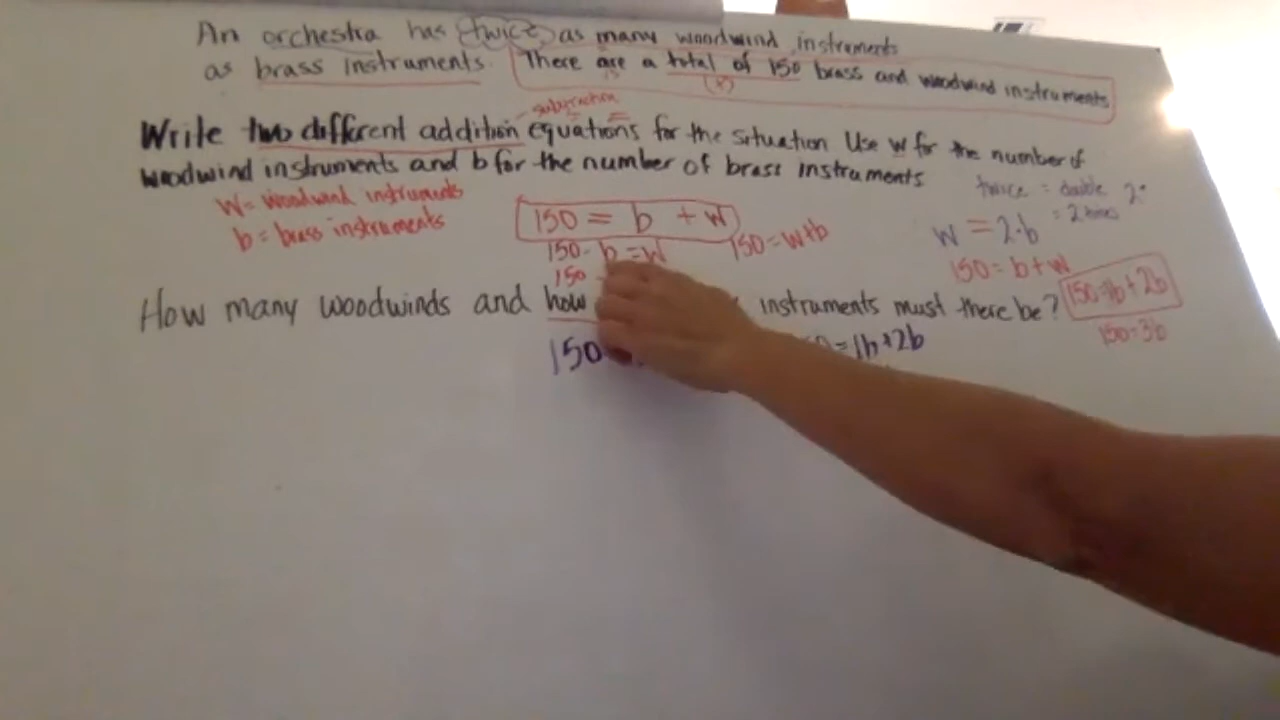 An orchestra has twice as many woodwind instruments
as brass instruments. There are a total of 150 brass and woodwind instruments
is
(+)
subtraction
Write two different addition equations for the situation Use w for the number of
woodwind instruments and b for the number of brass instruments
W = woodwind instruments
b = brass instruments
150 = b + W
150 - b = W
150
150 = w + b
twice = double 2·
= 2 times
W = 2·b
150 = b + w
150 = 1b + 2b
150 = 3b
How many woodwinds and how instruments must there be?
150
= 1b + 2b